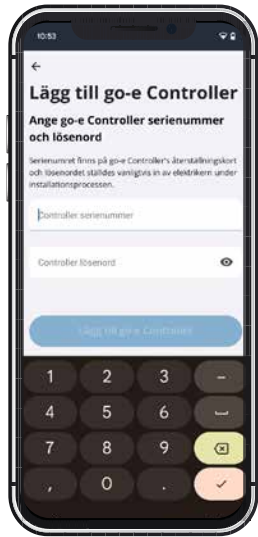 10:53
Lägg till go-e Controller
Ange go-e Controller serienummer
och lösenord
Serienumret finns på go-e Controller's återställningskort
och lösenordet ställdes vanligtvis in av elektrikern under
installationsprocessen.
Controller serienummer
Controller lösenord
Lägg till go-e Controller
1 2 3 -
4 5 6
7 8 9
, 0 .